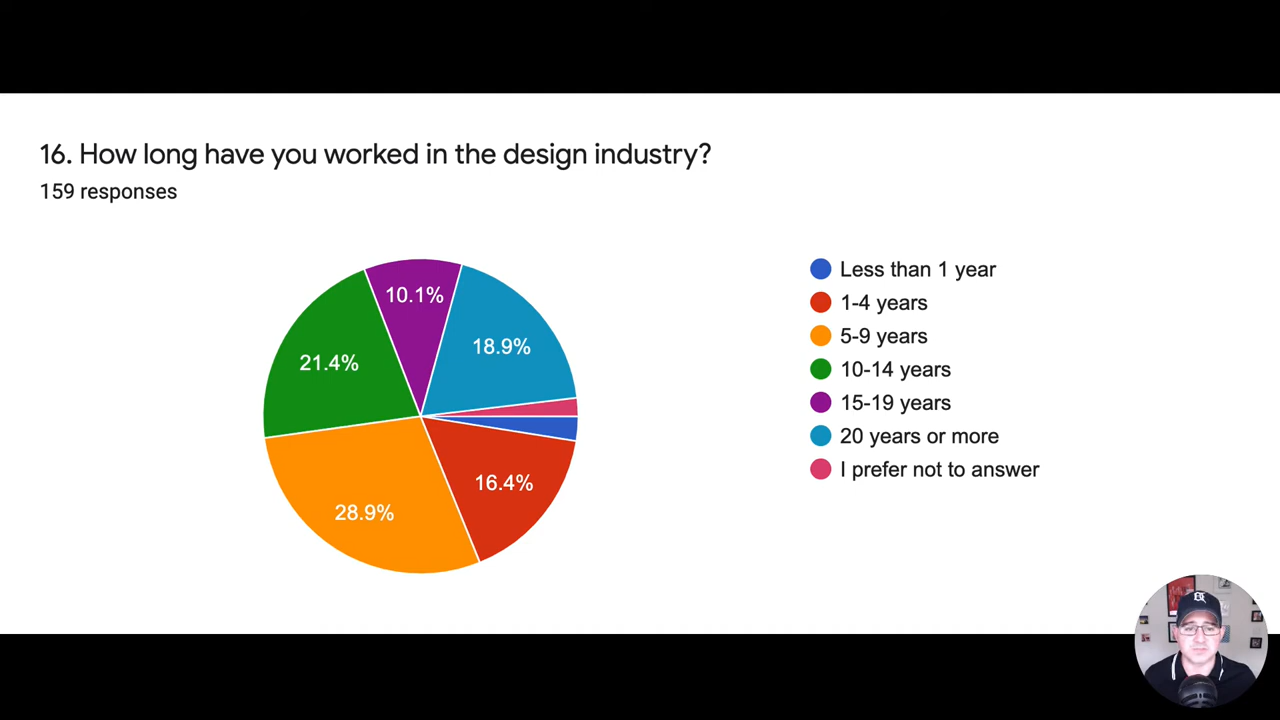 16. How long have you worked in the design industry?
159 responses
10.1%
18.9%
21.4%
16.4%
28.9%
Less than 1 year
1-4 years
5-9 years
10-14 years
15-19 years
20 years or more
I prefer not to answer